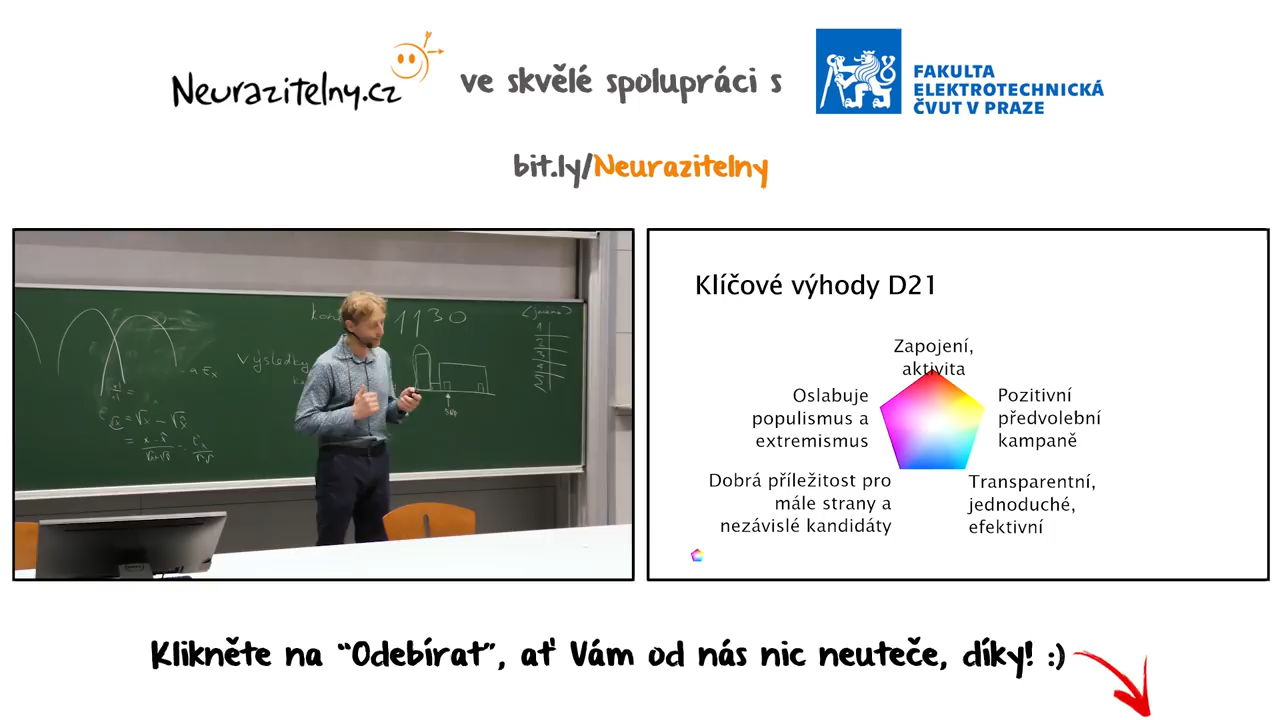 Neurazitelny.cz
ve skvělé spolupráci s
FAKULTA
ELEKTROTECHNICKÁ
ČVUT V PRAZE
bit.ly/Neurazitelny
1130
výsledky
Klíčové výhody D21
Zapojení,
aktivita
Oslabuje
populismus a
extremismus
Pozitivní
předvolební
kampaně
Dobrá příležitost pro
mále strany a
nezávislé kandidáty
Transparentní,
jednoduché,
efektivní
Klikněte na “Odebírat”, ať Vám od nás nic neuteče, díky! :)